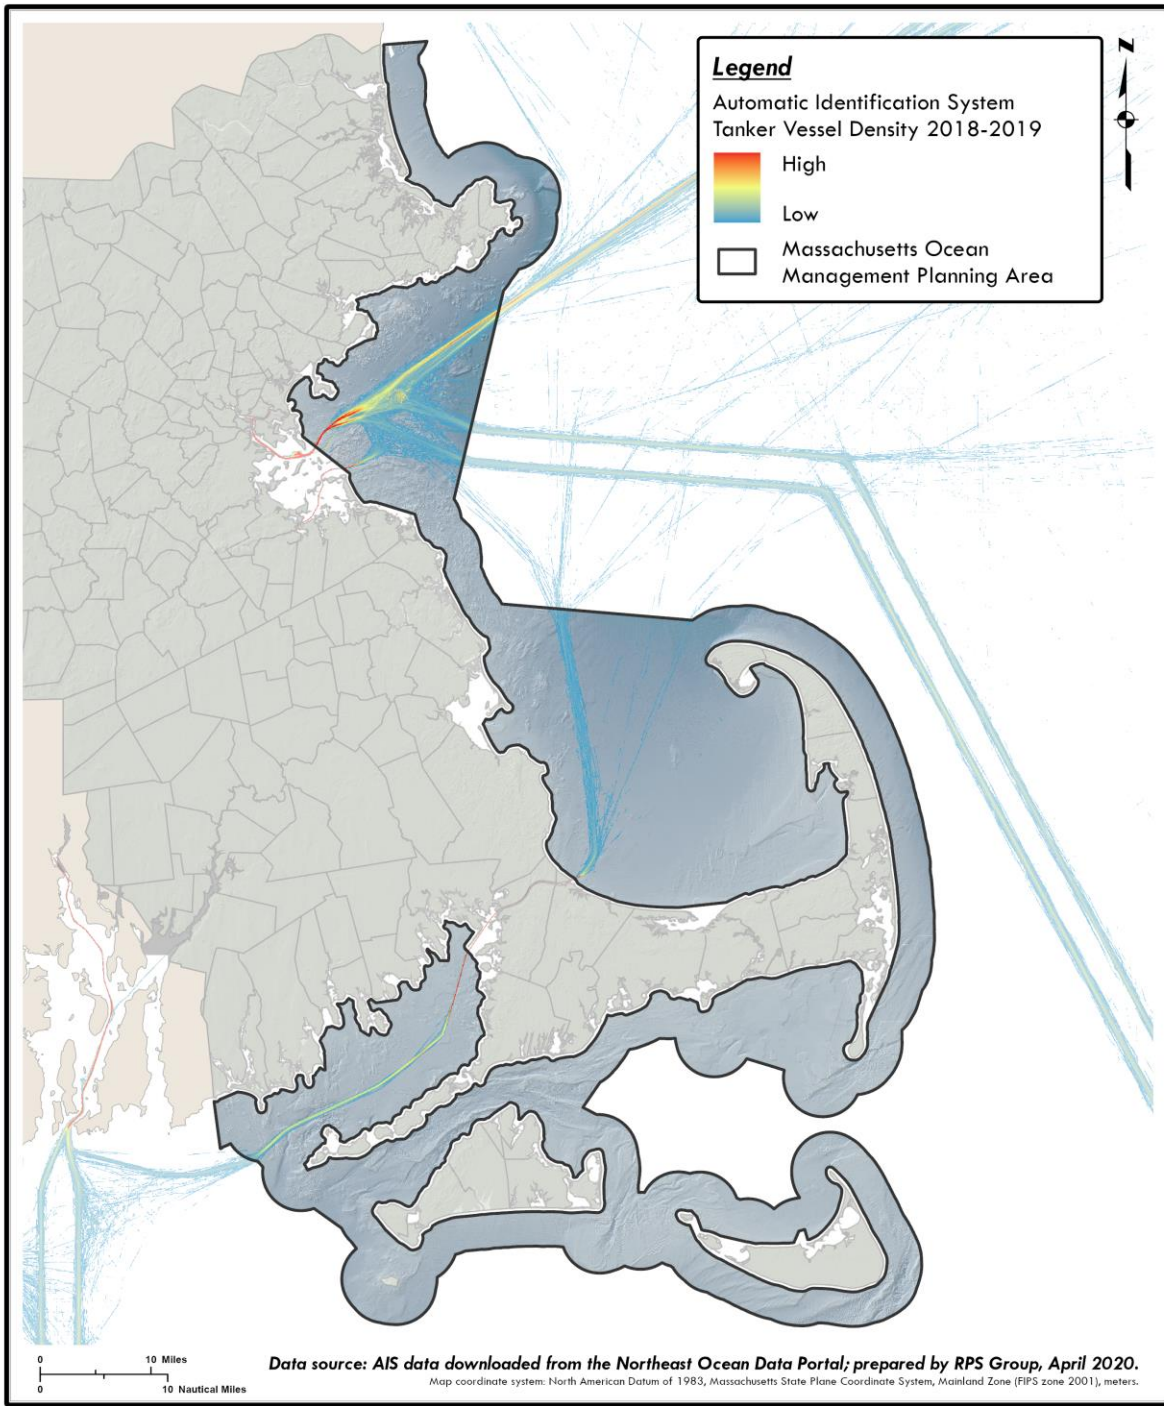 Legend
N
Automatic Identification System
Tanker Vessel Density 2018-2019
High
Low
Massachusetts Ocean
Management Planning Area
0 10 Miles
0 10 Nautical Miles
Data source: AIS data downloaded from the Northeast Ocean Data Portal; prepared by RPS Group, April 2020.
Map coordinate system: North American Datum of 1983, Massachusetts State Plane Coordinate System, Mainland Zone (FIPS zone 2001), meters.